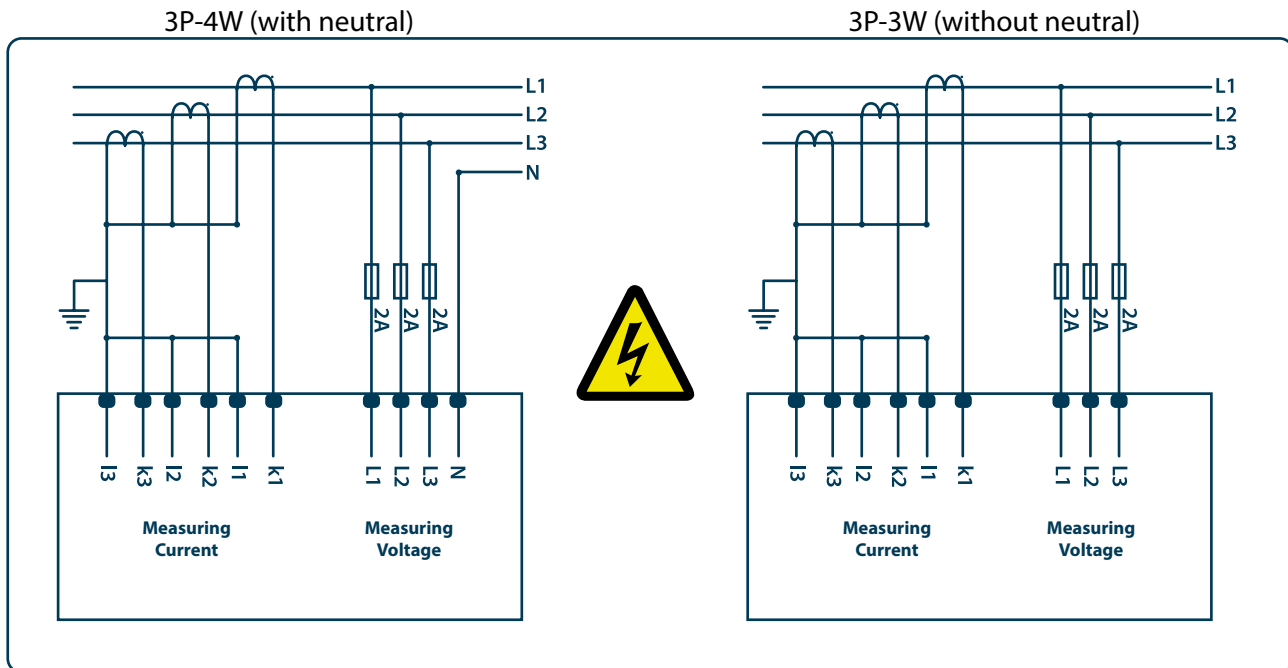 3P-4W (with neutral)
3P-3W (without neutral)
L1
L2
L3
N
2A
2A
2A
l3
k3
l2
k2
l1
k1
L1
L2
L3
N
Measuring
Current
Measuring
Voltage
L1
L2
L3
2A
2A
2A
l3
k3
l2
k2
l1
k1
L1
L2
L3
Measuring
Current
Measuring
Voltage